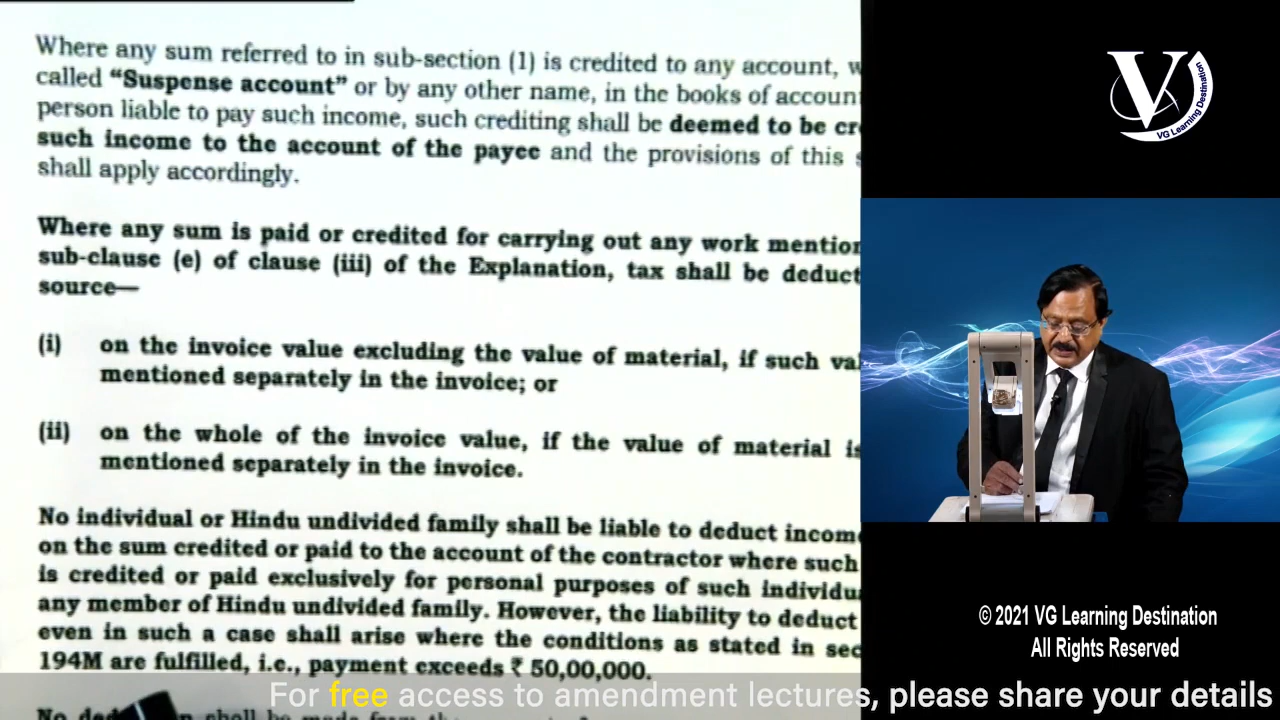 Where any sum referred to in sub-section (1) is credited to any account,
called “Suspense account” or by any other name, in the books of accoun
person liable to pay such income, such crediting shall be deemed to be cr
such income to the account of the payee and the provisions of this
shall apply accordingly.
Where any sum is paid or credited for carrying out any work mention
sub-clause (e) of clause (iii) of the Explanation, tax shall be deduct
source—
(i) on the invoice value excluding the value of material, if such val
mentioned separately in the invoice; or
(ii) on the whole of the invoice value, if the value of material is
mentioned separately in the invoice.
No individual or Hindu undivided family shall be liable to deduct incom
on the sum credited or paid to the account of the contractor where such
is credited or paid exclusively for personal purposes of such individu
any member of Hindu undivided family. However, the liability to deduct
even in such a case shall arise where the conditions as stated in sec
194M are fulfilled, i.e., payment exceeds ₹ 50,00,000.
VG Learning Destination
© 2021 VG Learning Destination
All Rights Reserved
For free access to amendment lectures, please share your details